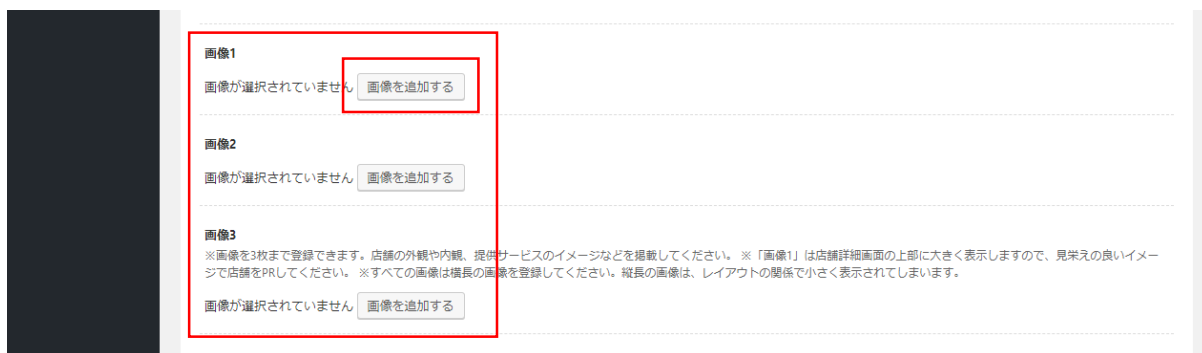 画像1
画像が選択されていません 画像を追加する
画像2
画像が選択されていません 画像を追加する
画像3
※画像を3枚まで登録できます。店舗の外観や内観、提供サービスのイメージなどを掲載してください。 ※「画像1」は店舗詳細画面の上部に大きく表示しますので、見栄えの良いイメー
ジで店舗をPRしてください。 ※すべての画像は横長の画像を登録してください。縦長の画像は、レイアウトの関係で小さく表示されてしまいます。
画像が選択されていません 画像を追加する